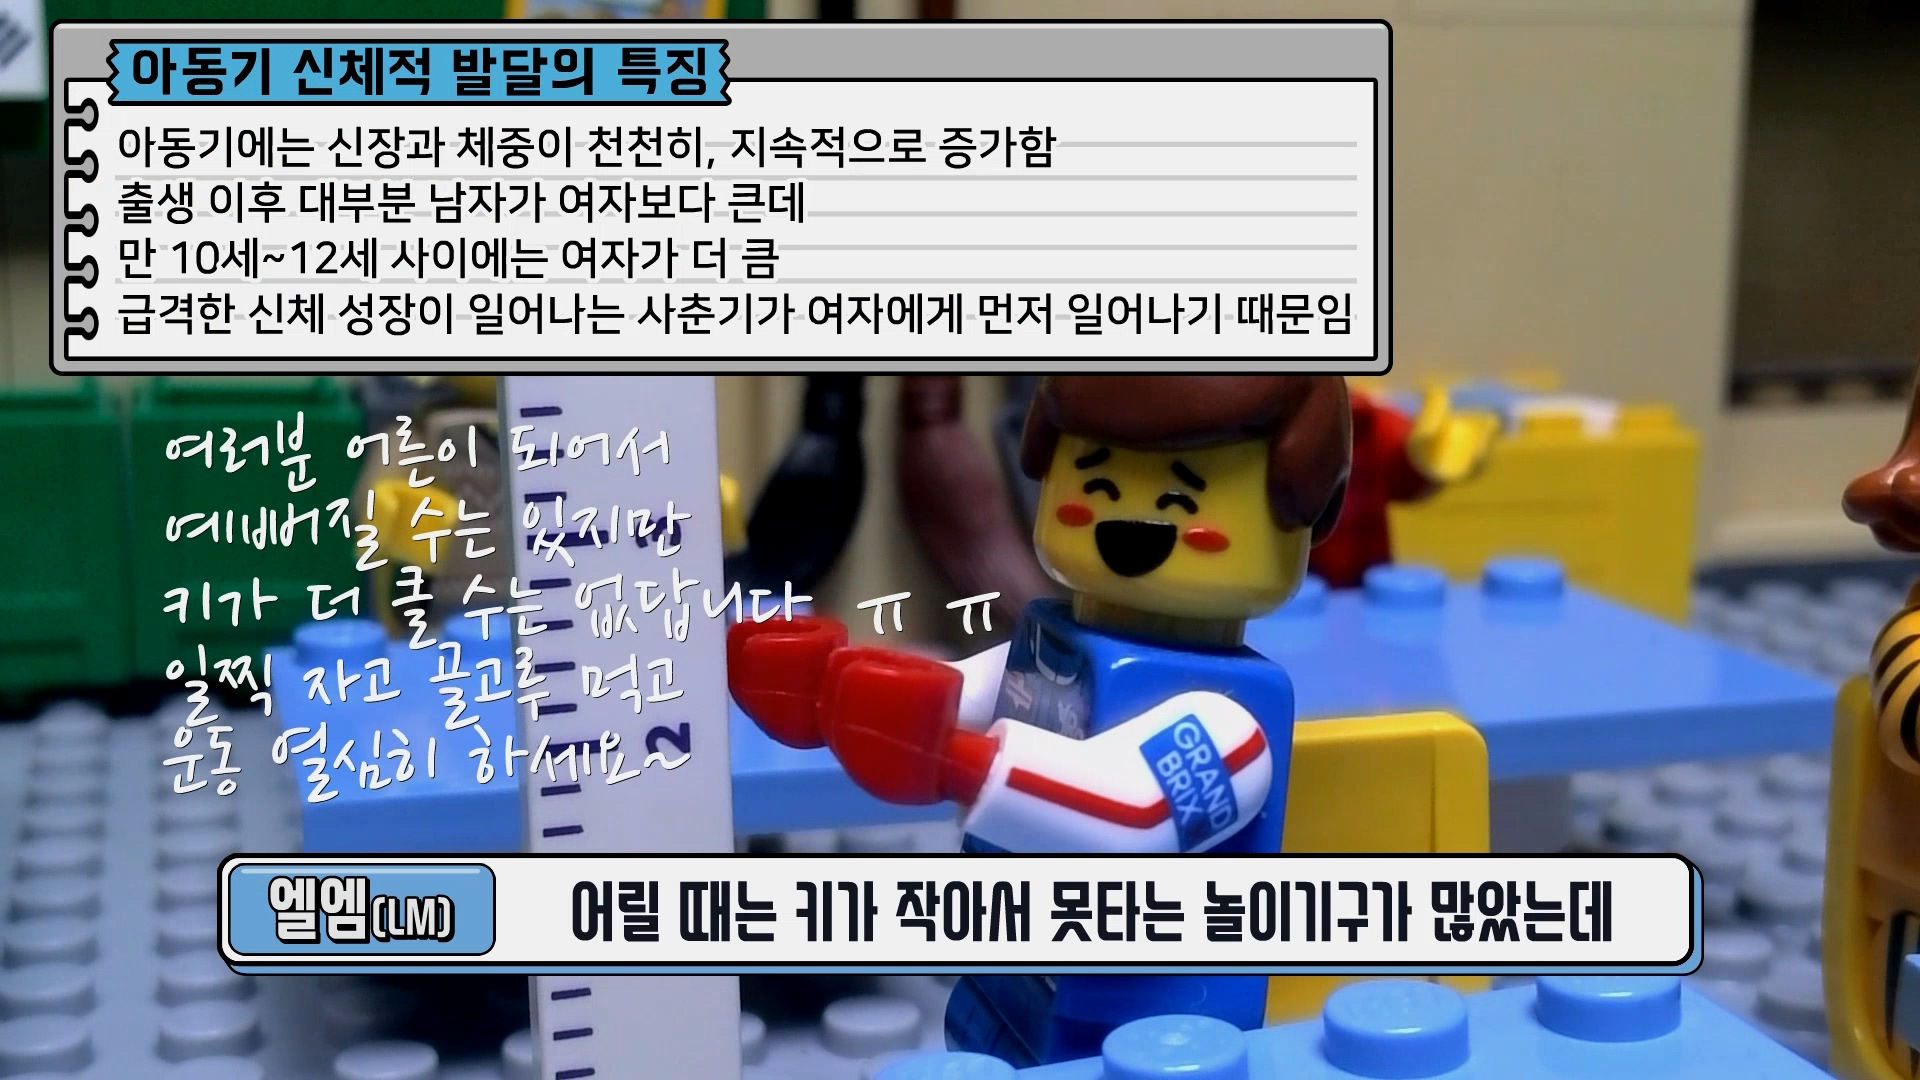 아동기 신체적 발달의 특징
아동기에는 신장과 체중이 천천히, 지속적으로 증가함
출생 이후 대부분 남자가 여자보다 큰데
만 10세~12세 사이에는 여자가 더 큼
급격한 신체 성장이 일어나는 사춘기가 여자에게 먼저 일어나기 때문임
여러분 어른이 되어서
예뻐질 수는 있지만
키가 더 클 수는 없답니다 ㅠ ㅠ
일찍 자고 골고루 먹고
운동 열심히 하세요~
3
2
GRAND
BRIX
엘엠(LM) 어릴 때는 키가 작아서 못타는 놀이기구가 많았는데